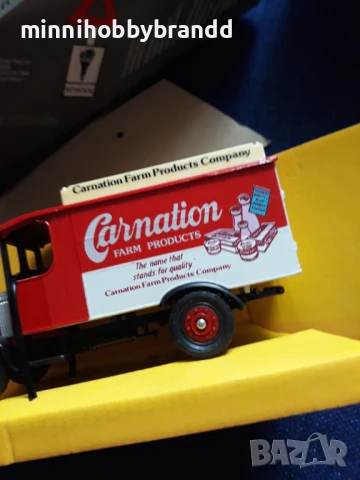 minnihobbybrandd
SCHOOL
Carnation Farm Products Company
Carnation
FARM PRODUCTS
The name that
stands for quality
Carnation Farm Products Company
BAZAR